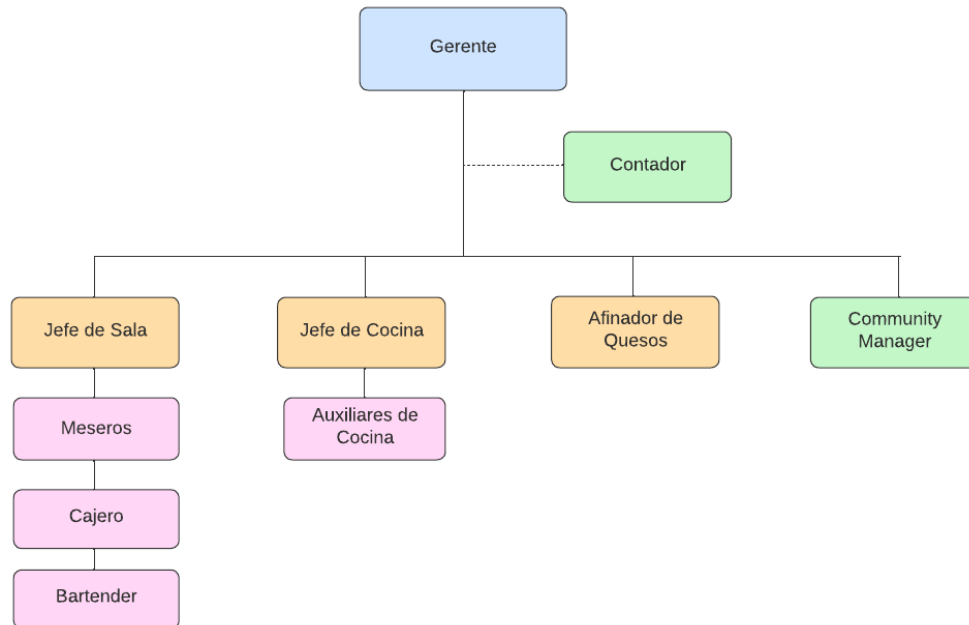 Gerente
Contador
Jefe de Sala
Jefe de Cocina
Afinador de
Quesos
Community
Manager
Meseros
Auxiliares de
Cocina
Cajero
Bartender